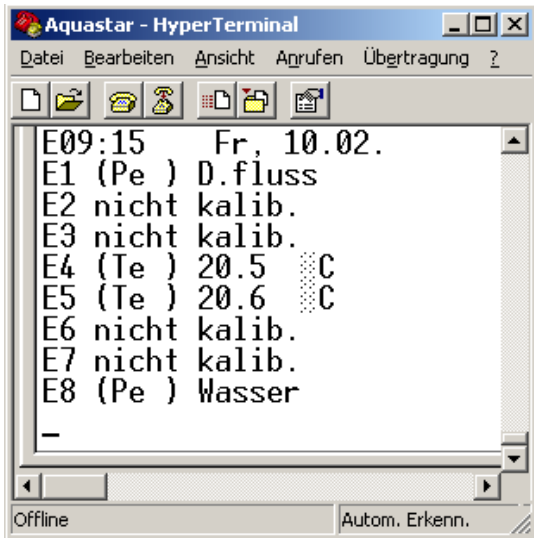 Aquastar - HyperTerminal
Datei Bearbeiten Ansicht Anrufen Übertragung ?
E09:15 Fr, 10.02.
E1 (Pe ) D.fluss
E2 nicht kalib.
E3 nicht kalib.
E4 (Te ) 20.5 ░C
E5 (Te ) 20.6 ░C
E6 nicht kalib.
E7 nicht kalib.
E8 (Pe ) Wasser
_
Offline Autom. Erkenn.